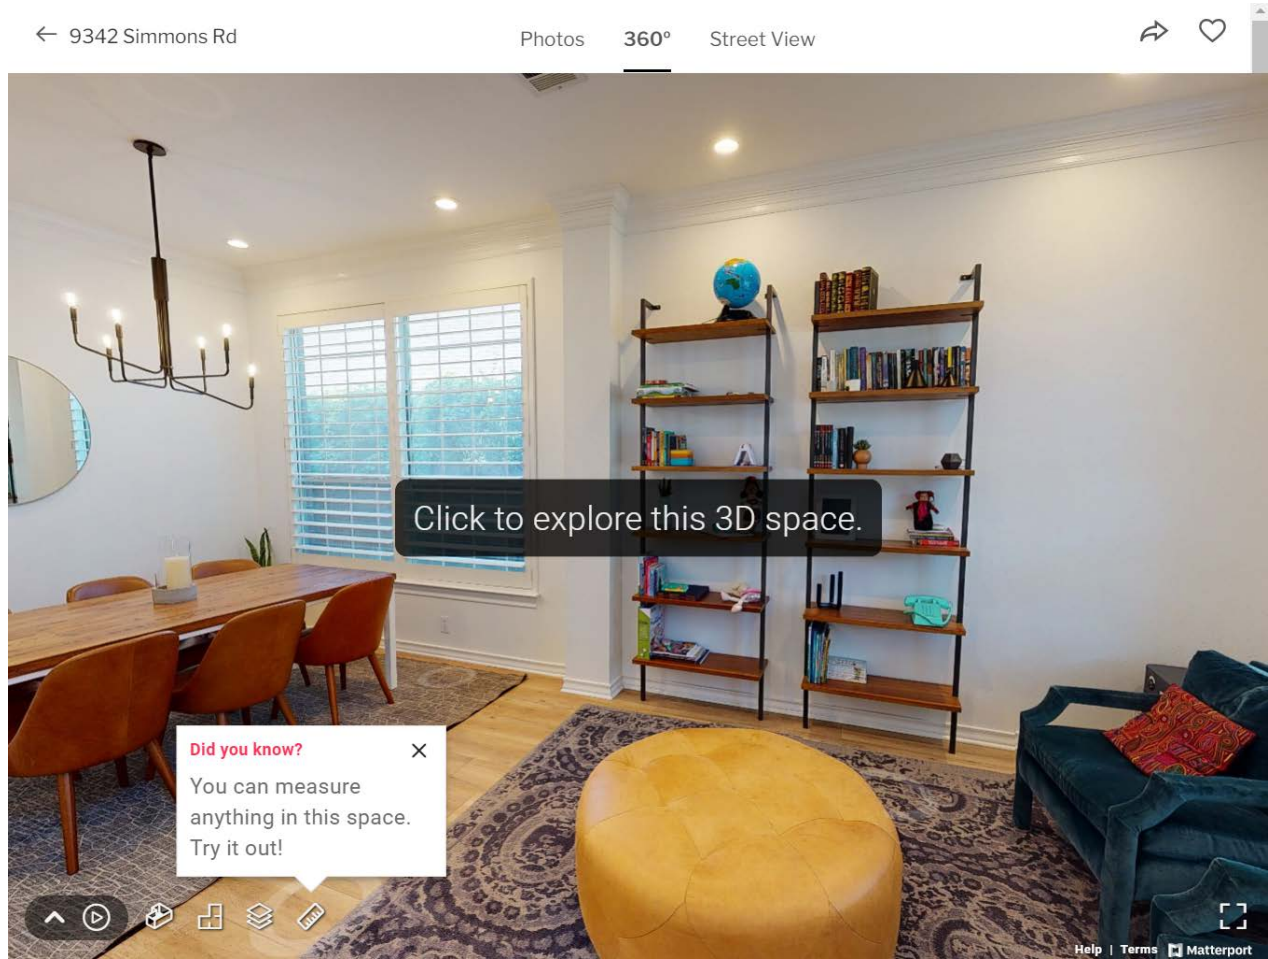 9342 Simmons Rd
Photos
360°
Street View
Click to explore this 3D space.
Did you know?
You can measure
anything in this space.
Try it out!
Help | Terms Matterport